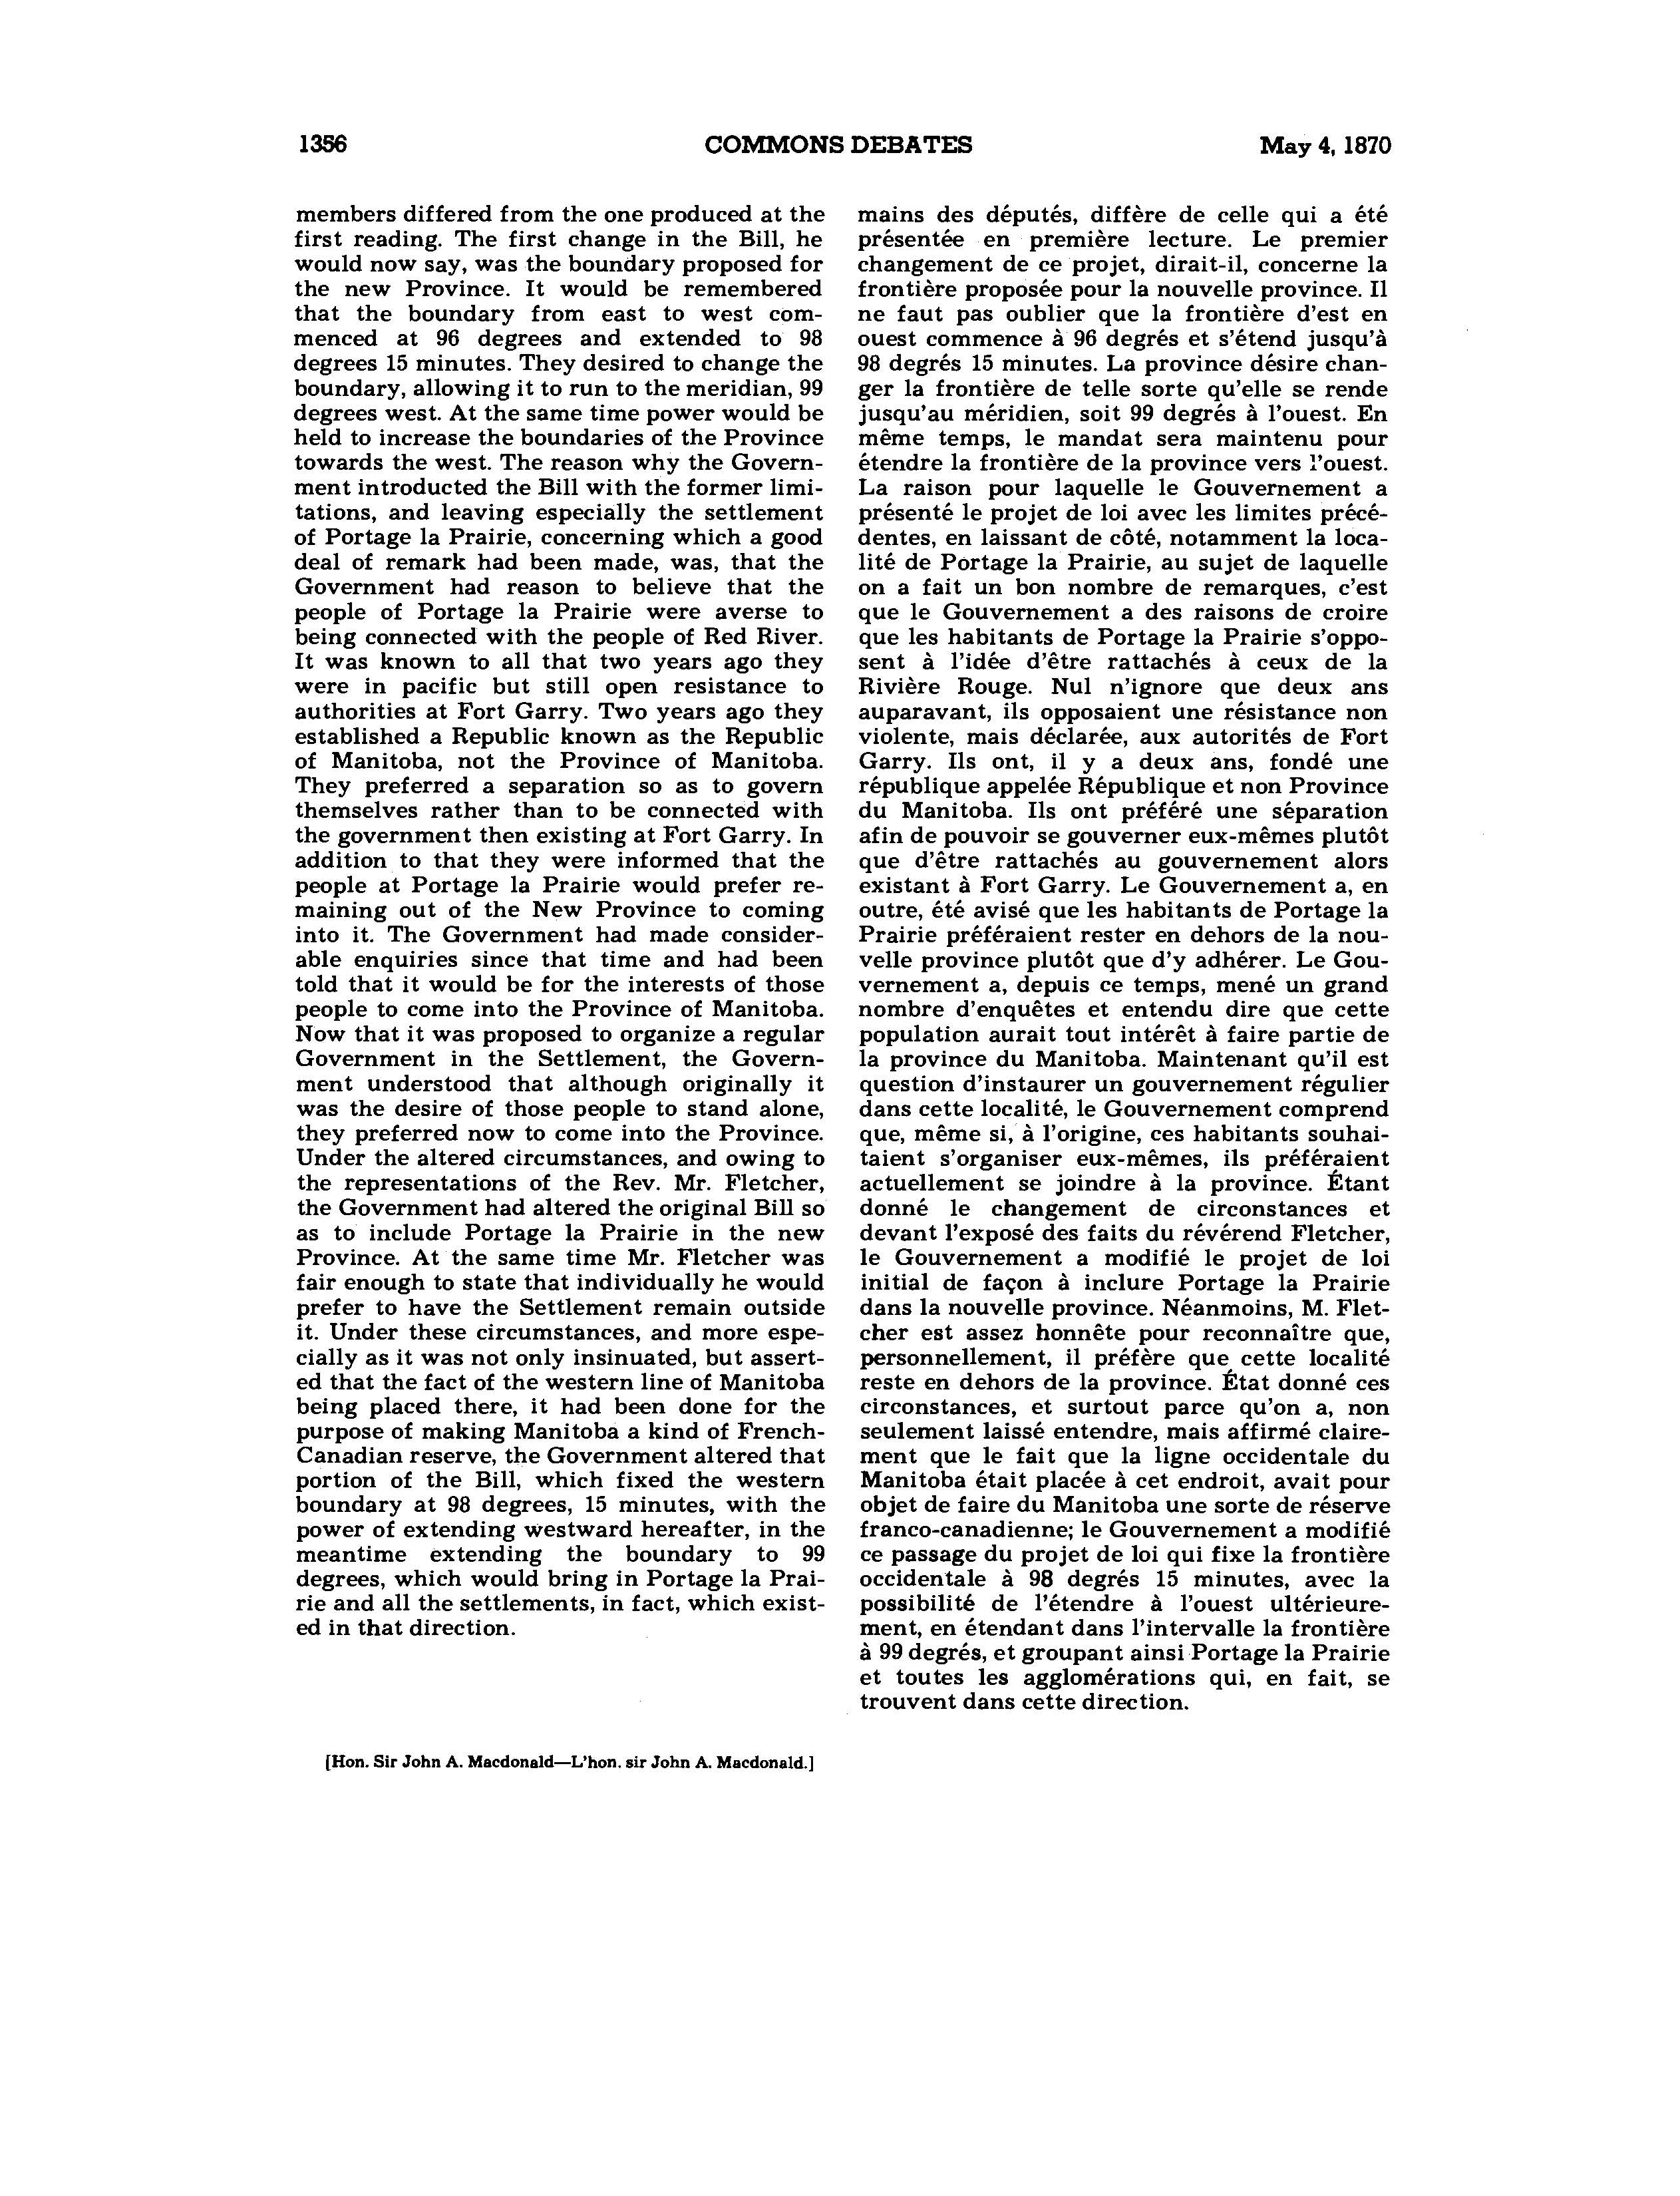 1356
COMMONS DEBATES
May 4, 1870
members differed from the one produced at the
first reading. The first change in the Bill, he
would now say, was the boundary proposed for
the new Province. It would be remembered
that the boundary from east to west com-
menced at 96 degrees and extended to 98
degrees 15 minutes. They desired to change the
boundary, allowing it to run to the meridian, 99
degrees west. At the same time power would be
held to increase the boundaries of the Province
towards the west. The reason why the Govern-
ment introducted the Bill with the former limi-
tations, and leaving especially the settlement
of Portage la Prairie, concerning which a good
deal of remark had been made, was, that the
Government had reason to believe that the
people of Portage la Prairie were averse to
being connected with the people of Red River.
It was known to all that two years ago they
were in pacific but still open resistance to
authorities at Fort Garry. Two years ago they
established a Republic known as the Republic
of Manitoba, not the Province of Manitoba.
They preferred a separation so as to govern
themselves rather than to be connected with
the government then existing at Fort Garry. In
addition to that they were informed that the
people at Portage la Prairie would prefer re-
maining out of the New Province to coming
into it. The Government had made consider-
able enquiries since that time and had been
told that it would be for the interests of those
people to come into the Province of Manitoba.
Now that it was proposed to organize a regular
Government in the Settlement, the Govern-
ment understood that although originally it
was the desire of those people to stand alone,
they preferred now to come into the Province.
Under the altered circumstances, and owing to
the representations of the Rev. Mr. Fletcher,
the Government had altered the original Bill so
as to include Portage la Prairie in the new
Province. At the same time Mr. Fletcher was
fair enough to state that individually he would
prefer to have the Settlement remain outside
it. Under these circumstances, and more espe-
cially as it was not only insinuated, but assert-
ed that the fact of the western line of Manitoba
being placed there, it had been done for the
purpose of making Manitoba a kind of French-
Canadian reserve, the Government altered that
portion of the Bill, which fixed the western
boundary at 98 degrees, 15 minutes, with the
power of extending westward hereafter, in the
meantime extending the boundary to 99
degrees, which would bring in Portage la Prai-
rie and all the settlements, in fact, which exist-
ed in that direction.
mains des députés, diffère de celle qui a été
présentée en première lecture. Le premier
changement de ce projet, dirait-il, concerne la
frontière proposée pour la nouvelle province. Il
ne faut pas oublier que la frontière d'est en
ouest commence à 96 degrés et s'étend jusqu'à
98 degrés 15 minutes. La province désire chan-
ger la frontière de telle sorte qu'elle se rende
jusqu'au méridien, soit 99 degrés à l'ouest. En
même temps, le mandat sera maintenu pour
étendre la frontière de la province vers l'ouest.
La raison pour laquelle le Gouvernement a
présenté le projet de loi avec les limites précé-
dentes, en laissant de côté, notamment la loca-
lité de Portage la Prairie, au sujet de laquelle
on a fait un bon nombre de remarques, c'est
que le Gouvernement a des raisons de croire
que les habitants de Portage la Prairie s'oppo-
sent à l'idée d'être rattachés à ceux de la
Rivière Rouge. Nul n'ignore que deux ans
auparavant, ils opposaient une résistance non
violente, mais déclarée, aux autorités de Fort
Garry. Ils ont, il y a deux ans, fondé une
république appelée République et non Province
du Manitoba. Ils ont préféré une séparation
afin de pouvoir se gouverner eux-mêmes plutôt
que d'être rattachés au gouvernement alors
existant à Fort Garry. Le Gouvernement a, en
outre, été avisé que les habitants de Portage la
Prairie préféraient rester en dehors de la nou-
velle province plutôt que d'y adhérer. Le Gou-
vernement a, depuis ce temps, mené un grand
nombre d'enquêtes et entendu dire que cette
population aurait tout intérêt à faire partie de
la province du Manitoba. Maintenant qu'il est
question d'instaurer un gouvernement régulier
dans cette localité, le Gouvernement comprend
que, même si, à l'origine, ces habitants souhai-
taient s'organiser eux-mêmes, ils préféraient
actuellement se joindre à la province. Étant
donné le changement de circonstances et
devant l'exposé des faits du révérend Fletcher,
le Gouvernement a modifié le projet de loi
initial de façon à inclure Portage la Prairie
dans la nouvelle province. Néanmoins, M. Flet-
cher est assez honnête pour reconnaître que,
personnellement, il préfère que cette localité
reste en dehors de la province. État donné ces
circonstances, et surtout parce qu'on a, non
seulement laissé entendre, mais affirmé claire-
ment que le fait que la ligne occidentale du
Manitoba était placée à cet endroit, avait pour
objet de faire du Manitoba une sorte de réserve
franco-canadienne; le Gouvernement a modifié
ce passage du projet de loi qui fixe la frontière
occidentale à 98 degrés 15 minutes, avec la
possibilité de l'étendre à l'ouest ultérieure-
ment, en étendant dans l'intervalle la frontière
à 99 degrés, et groupant ainsi Portage la Prairie
et toutes les agglomérations qui, en fait, se
trouvent dans cette direction.
[Hon. Sir John A. Macdonald—L'hon. sir John A. Macdonald.]